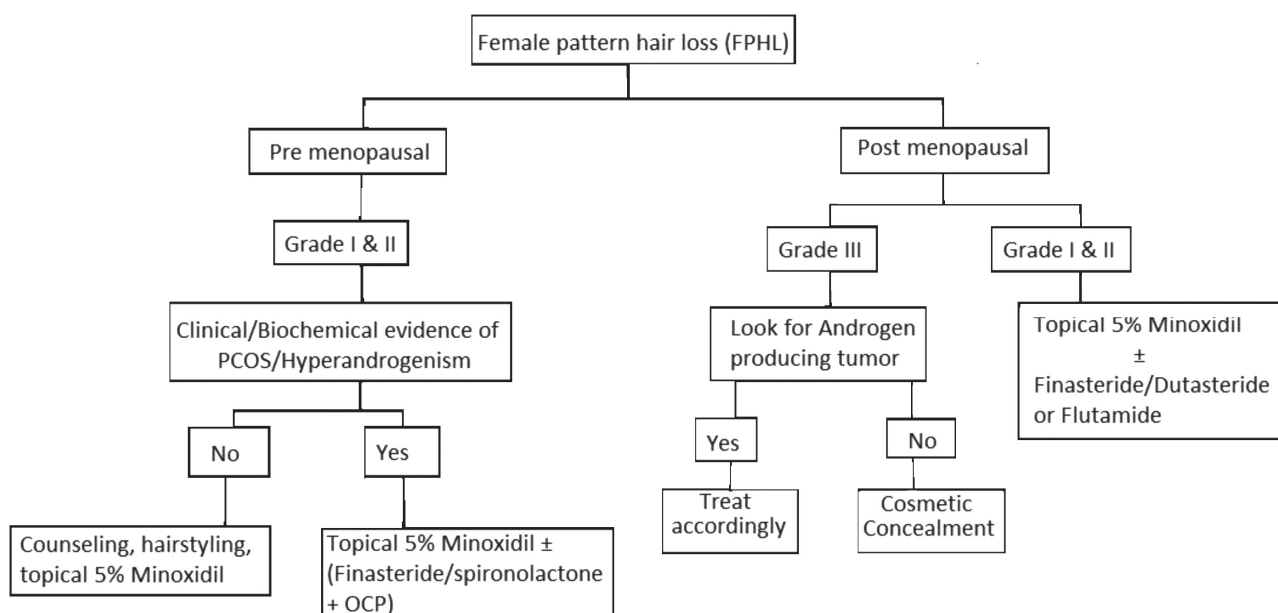 Female pattern hair loss (FPHL)
Pre menopausal
Post menopausal
Grade I & II
Grade III
Grade I & II
Clinical/Biochemical evidence of
PCOS/Hyperandrogenism
Look for Androgen
producing tumor
Topical 5% Minoxidil
±
Finasteride/Dutasteride
or Flutamide
No
Yes
Yes
No
Counseling, hairstyling,
topical 5% Minoxidil
Topical 5% Minoxidil ±
(Finasteride/spironolactone
+ OCP)
Treat
accordingly
Cosmetic
Concealment